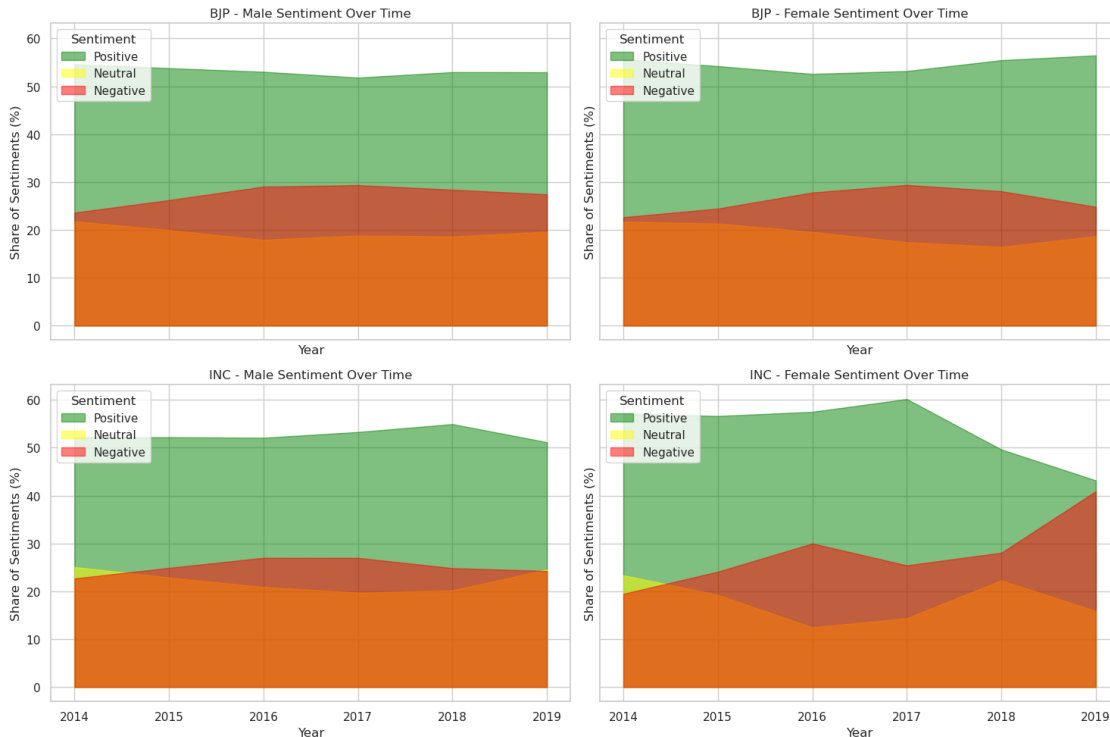 BJP - Male Sentiment Over Time
Share of Sentiments (%)
60
50
40
30
20
10
0
Sentiment
Positive
Neutral
Negative
Year
BJP - Female Sentiment Over Time
Share of Sentiments (%)
Sentiment
Positive
Neutral
Negative
Year
INC - Male Sentiment Over Time
Share of Sentiments (%)
60
50
40
30
20
10
0
Sentiment
Positive
Neutral
Negative
2014 2015 2016 2017 2018 2019
Year
INC - Female Sentiment Over Time
Share of Sentiments (%)
Sentiment
Positive
Neutral
Negative
2014 2015 2016 2017 2018 2019
Year